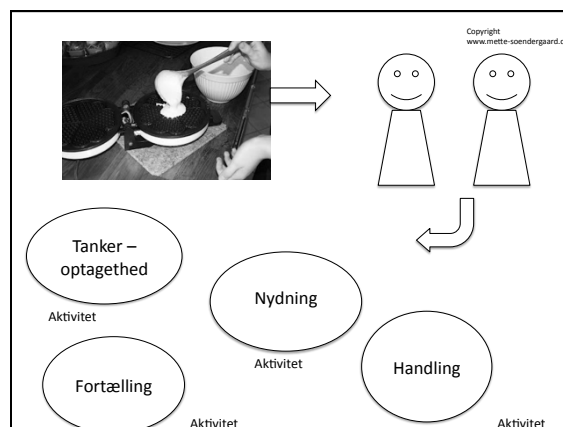 Copyright
www.mette-soendergaard.d
Tanker –
optagethed
Aktivitet
Nydning
Aktivitet
Handling
Aktivitet
Fortælling
Aktivitet